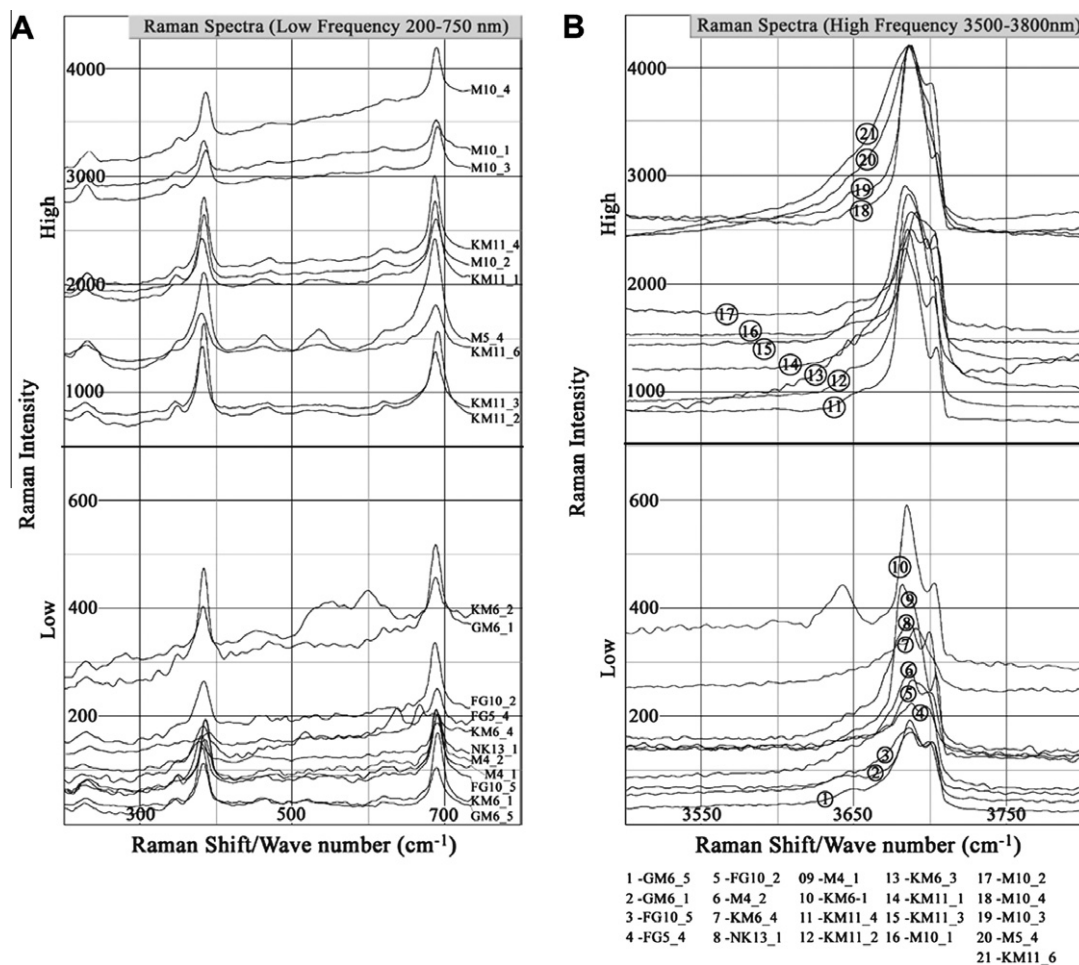 A
Raman Spectra (Low Frequency 200-750 nm)
4000
3000
2000
1000
600
400
200
High
Low
Raman Intensity
M10_4
M10_1
M10_3
KM11_4
M10_2
KM11_1
M5_4
KM11_6
KM11_3
KM11_2
KM6_2
GM6_1
FG10_2
FG5_4
KM6_4
NK13_1
M4_2
M4_1
FG10_5
KM6_1
GM6_5
300 500 700
Raman Shift/Wave number (cm-1)
B
Raman Spectra (High Frequency 3500-3800nm)
4000
3000
2000
1000
600
400
200
High
Low
Raman Intensity
21
20
19
18
17
16
15
14
13
12
11
10
9
8
7
6
5
4
3
2
1
3550 3650 3750
Raman Shift/Wave number (cm-1)
1 -GM6_5 5 -FG10_2 09 -M4_1 13 -KM6_3 17 -M10_2
2 -GM6_1 6 -M4_2 10 -KM6-1 14 -KM11_1 18 -M10_4
3 -FG10_5 7 -KM6_4 11 -KM11_4 15 -KM11_3 19 -M10_3
4 -FG5_4 8 -NK13_1 12 -KM11_2 16 -M10_1 20 -M5_4
21 -KM11_6